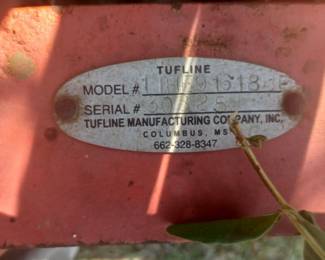 TUFLINE
MODEL #
SERIAL #
TUFLINE MANUFACTURING COMPANY, INC.
COLUMBUS, MS
662-328-8347